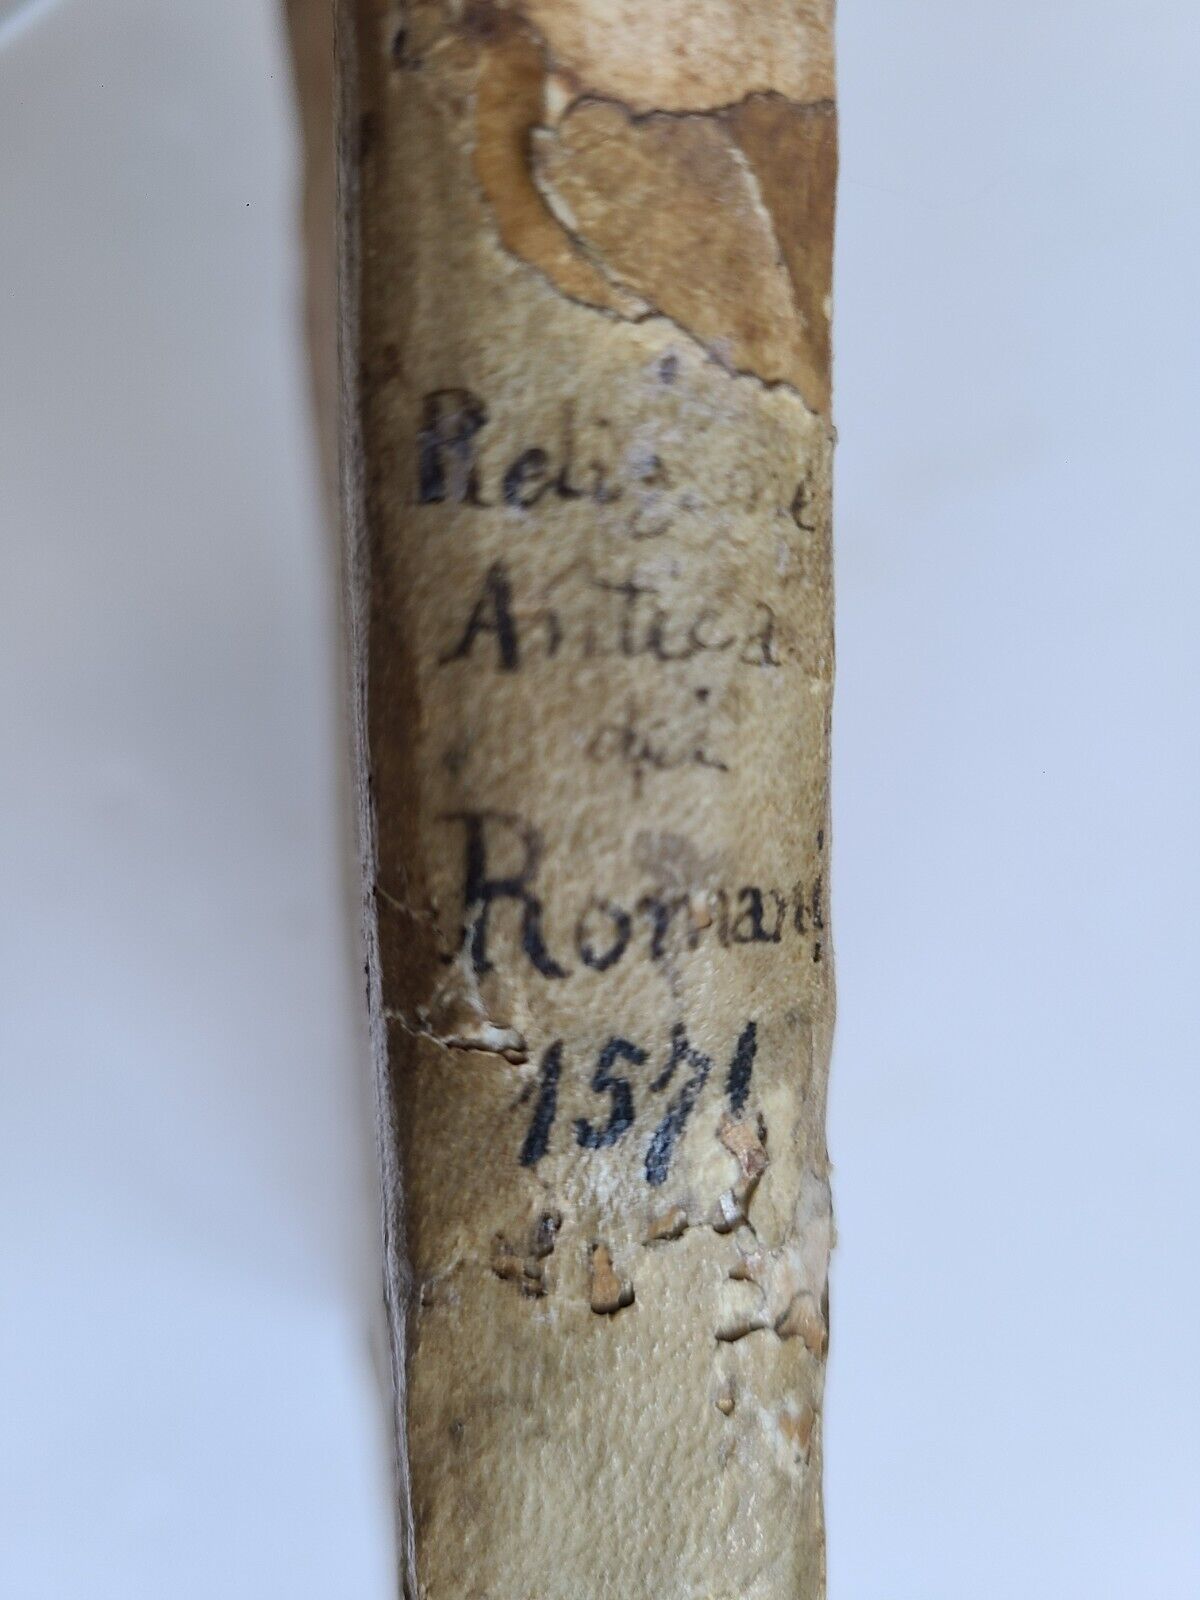 Religione
Antica
dei
Romani
1571